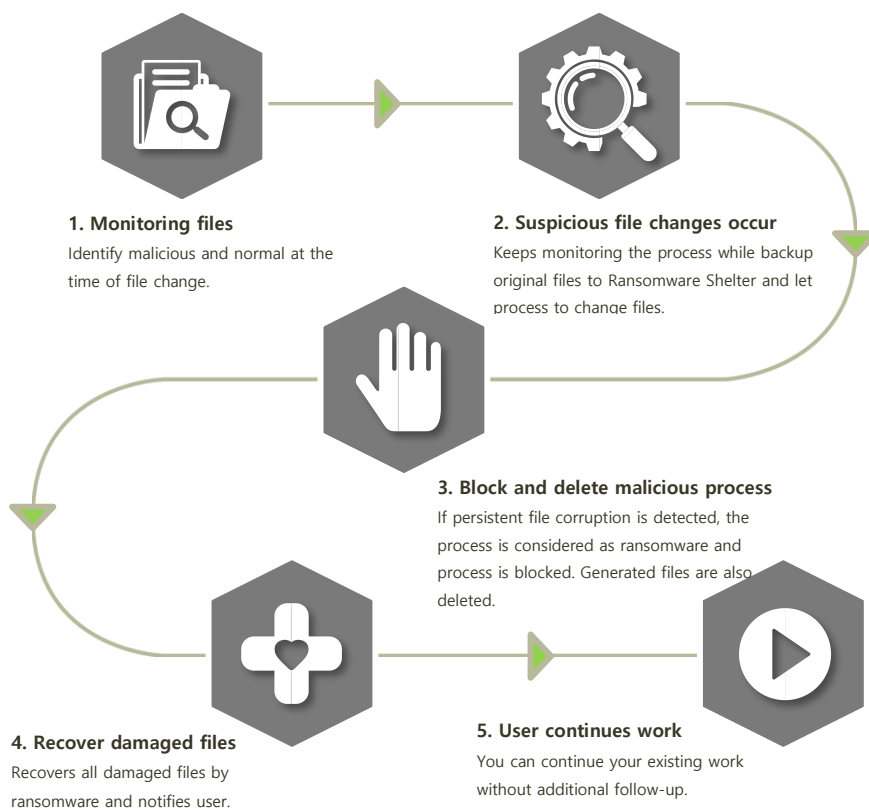 1. Monitoring files
Identify malicious and normal at the
time of file change.
2. Suspicious file changes occur
Keeps monitoring the process while backup
original files to Ransomware Shelter and let
process to change files.
3. Block and delete malicious process
If persistent file corruption is detected, the
process is considered as ransomware and
process is blocked. Generated files are also
deleted.
4. Recover damaged files
Recovers all damaged files by
ransomware and notifies user.
5. User continues work
You can continue your existing work
without additional follow-up.